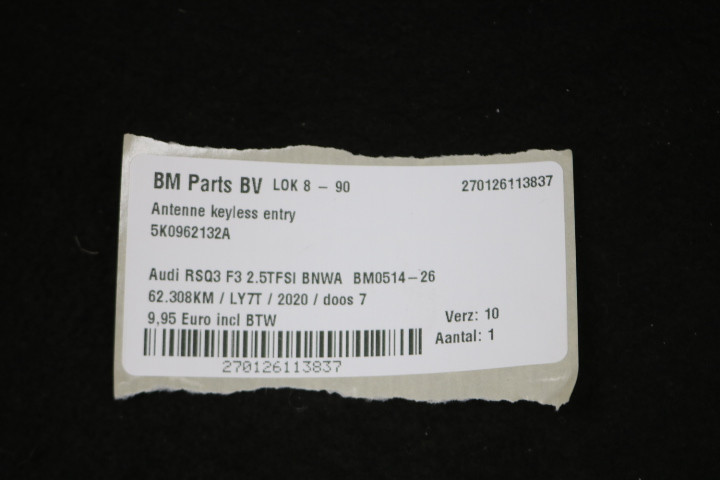 BM Parts BV LOK 8 - 90 270126113837
Antenne keyless entry
5K0962132A
Audi RSQ3 F3 2.5TFSI BNWA BM0514-26
62.308KM / LY7T / 2020 / doos 7
9,95 Euro incl BTW Verz: 10
Aantal: 1
270126113837